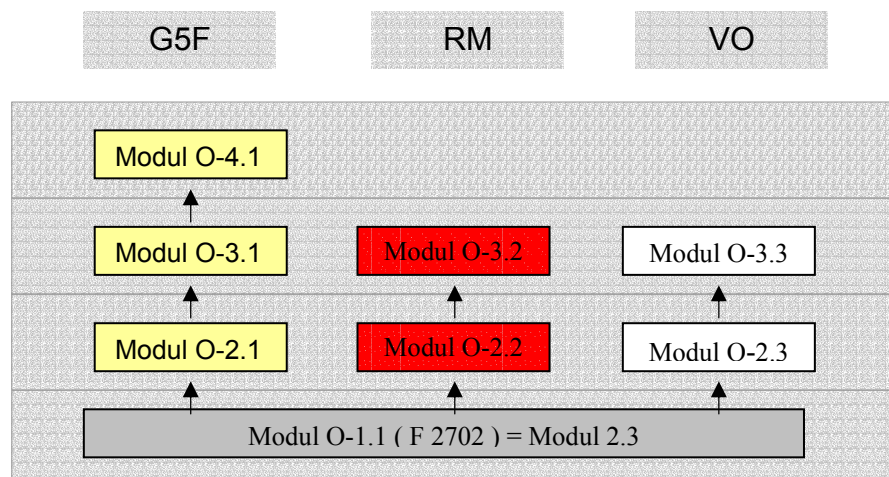 G5F RM VO
Modul O-4.1
Modul O-3.1 Modul O-3.2 Modul O-3.3
Modul O-2.1 Modul O-2.2 Modul O-2.3
Modul O-1.1 ( F 2702 ) = Modul 2.3